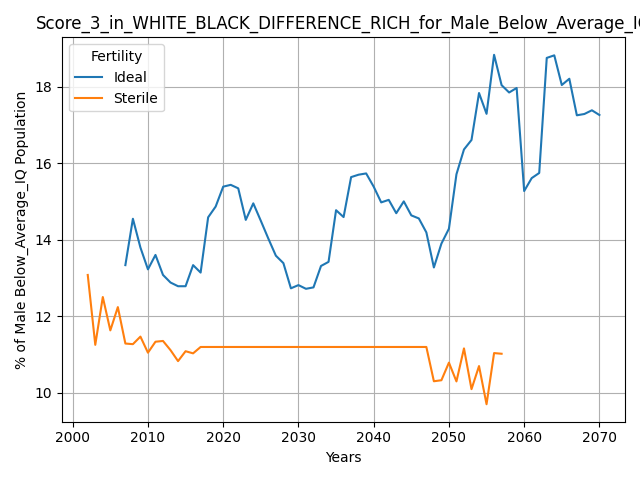 Score_3_in_WHITE_BLACK_DIFFERENCE_RICH_for_Male_Below_Average_IQ
Fertility
Ideal
Sterile
% of Male Below_Average_IQ Population
18
16
14
12
10
2000 2010 2020 2030 2040 2050 2060 2070
Years